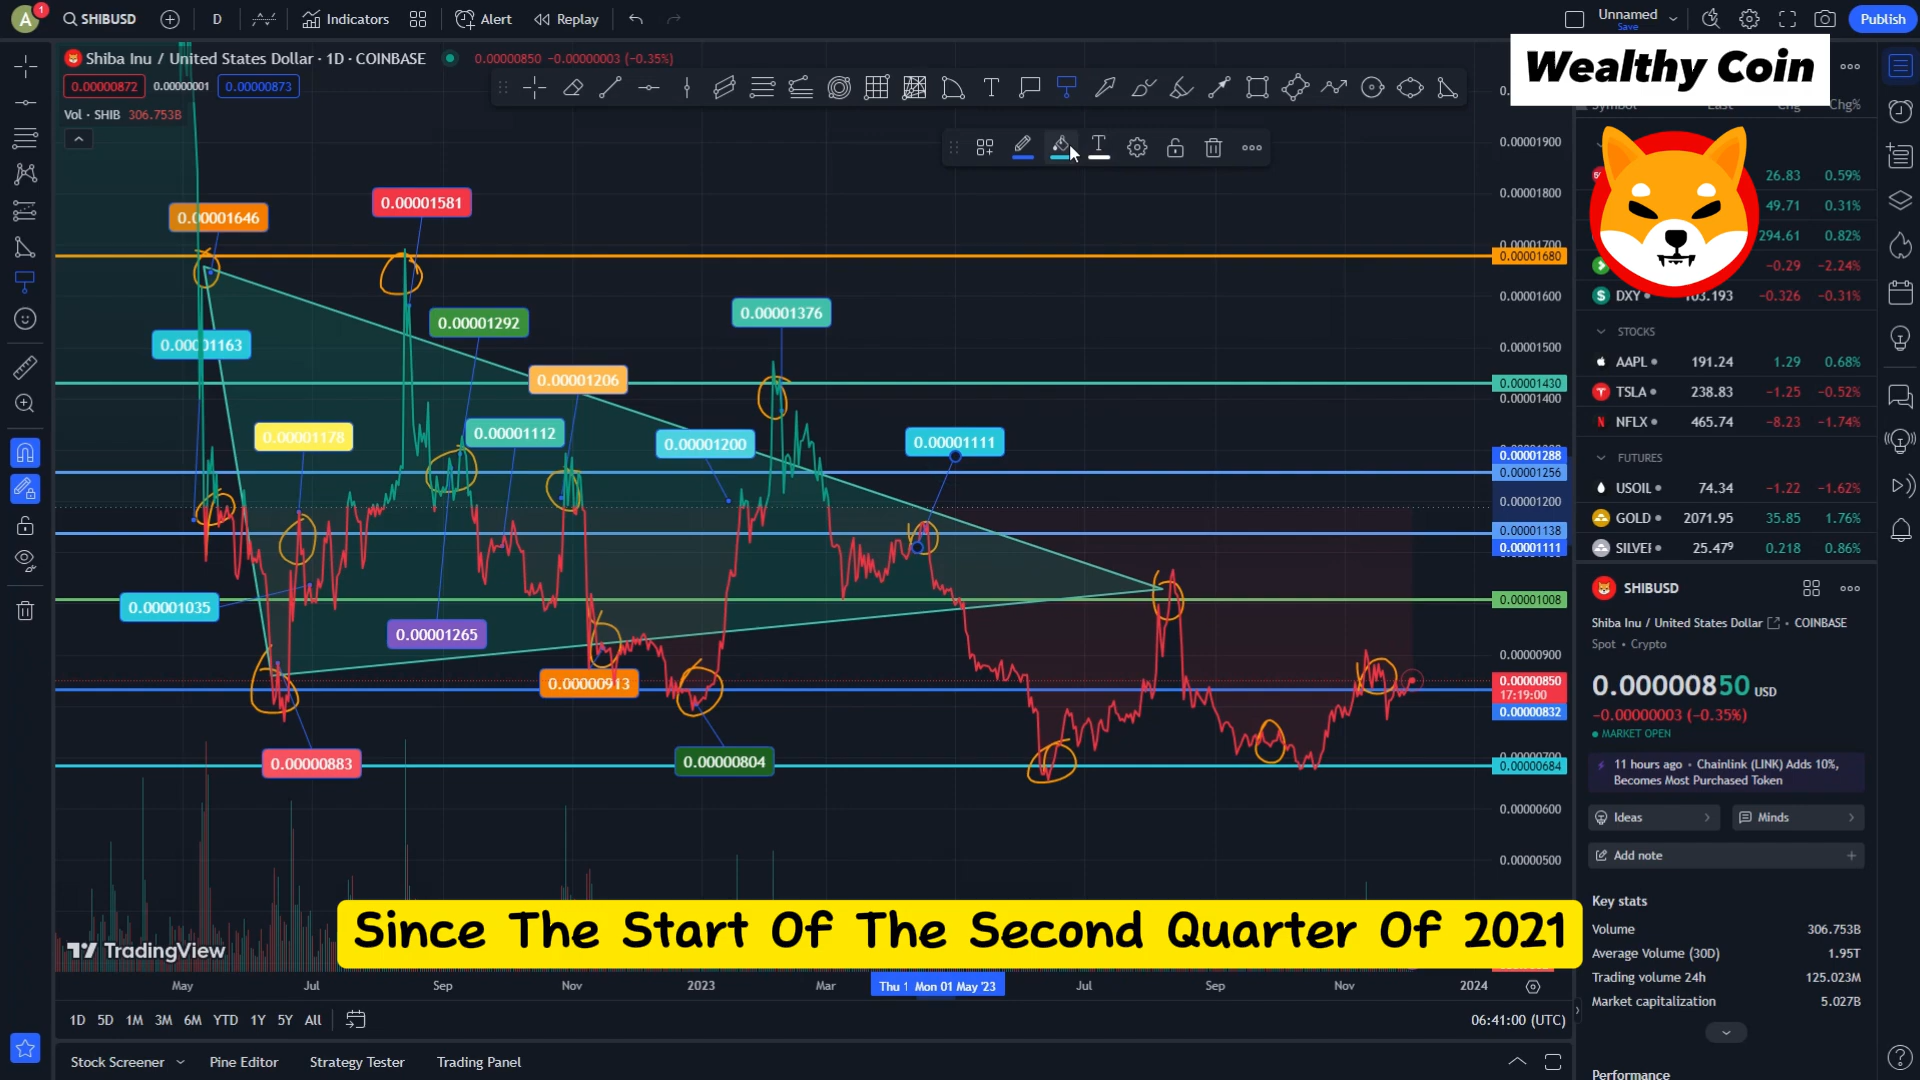 A
1
SHIBUSD
D
Indicators
Alert
Replay
Unnamed
Save
Publish
Shiba Inu / United States Dollar · 1D · COINBASE
0.00000850 −0.00000003 (−0.35%)
0.00000872
0.00000001
0.00000873
Vol · SHIB 306.753B
Wealthy Coin
Chg%
0.00001900
0.00001800
0.00001700
0.00001680
0.00001600
0.00001500
0.00001430
0.00001400
0.00001288
0.00001256
0.00001200
0.00001138
0.00001111
0.00001008
0.00000900
0.00000850
17:19:00
0.00000832
0.00000700
0.00000684
0.00000600
0.00000500
0.00001646
0.00001581
0.00001163
0.00001292
0.00001376
0.00001206
0.00001178
0.00001112
0.00001200
0.00001111
0.00001035
0.00001265
0.00000913
0.00000883
0.00000804
26.83 0.59%
49.71 0.31%
294.61 0.82%
−0.29 −2.24%
DXY 103.193 −0.326 −0.31%
STOCKS
AAPL 191.24 1.29 0.68%
TSLA 238.83 −1.25 −0.52%
NFLX 465.74 −8.23 −1.74%
FUTURES
USOIL 74.34 −1.22 −1.62%
GOLD 2071.95 35.85 1.76%
SILVER 25.479 0.218 0.86%
SHIBUSD
Shiba Inu / United States Dollar • COINBASE
Spot • Crypto
0.00000850 USD
−0.00000003 (−0.35%)
MARKET OPEN
11 hours ago • Chainlink (LINK) Adds 10%,
Becomes Most Purchased Token
Ideas
Minds
Add note
Key stats
Volume 306.753B
Average Volume (30D) 1.95T
Trading volume 24h 125.023M
Market capitalization 5.027B
Performance
Since The Start Of The Second Quarter Of 2021
TradingView
May
Jul
Sep
Nov
2023
Mar
Thu 1
Mon 01 May '23
Jul
Sep
Nov
2024
1D 5D 1M 3M 6M YTD 1Y 5Y All
06:41:00 (UTC)
Stock Screener
Pine Editor
Strategy Tester
Trading Panel